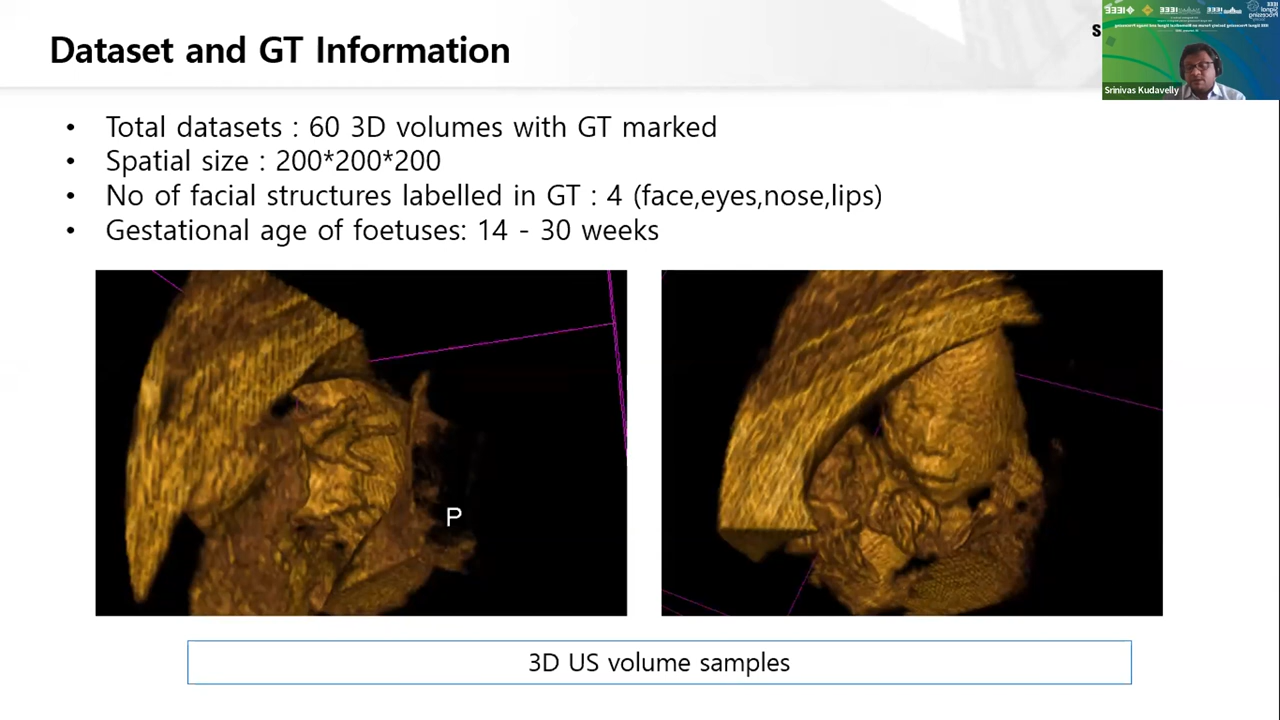 Dataset and GT Information
S
Srinivas Kudavelly
• Total datasets : 60 3D volumes with GT marked
• Spatial size : 200*200*200
• No of facial structures labelled in GT : 4 (face,eyes,nose,lips)
• Gestational age of foetuses: 14 - 30 weeks
P
3D US volume samples